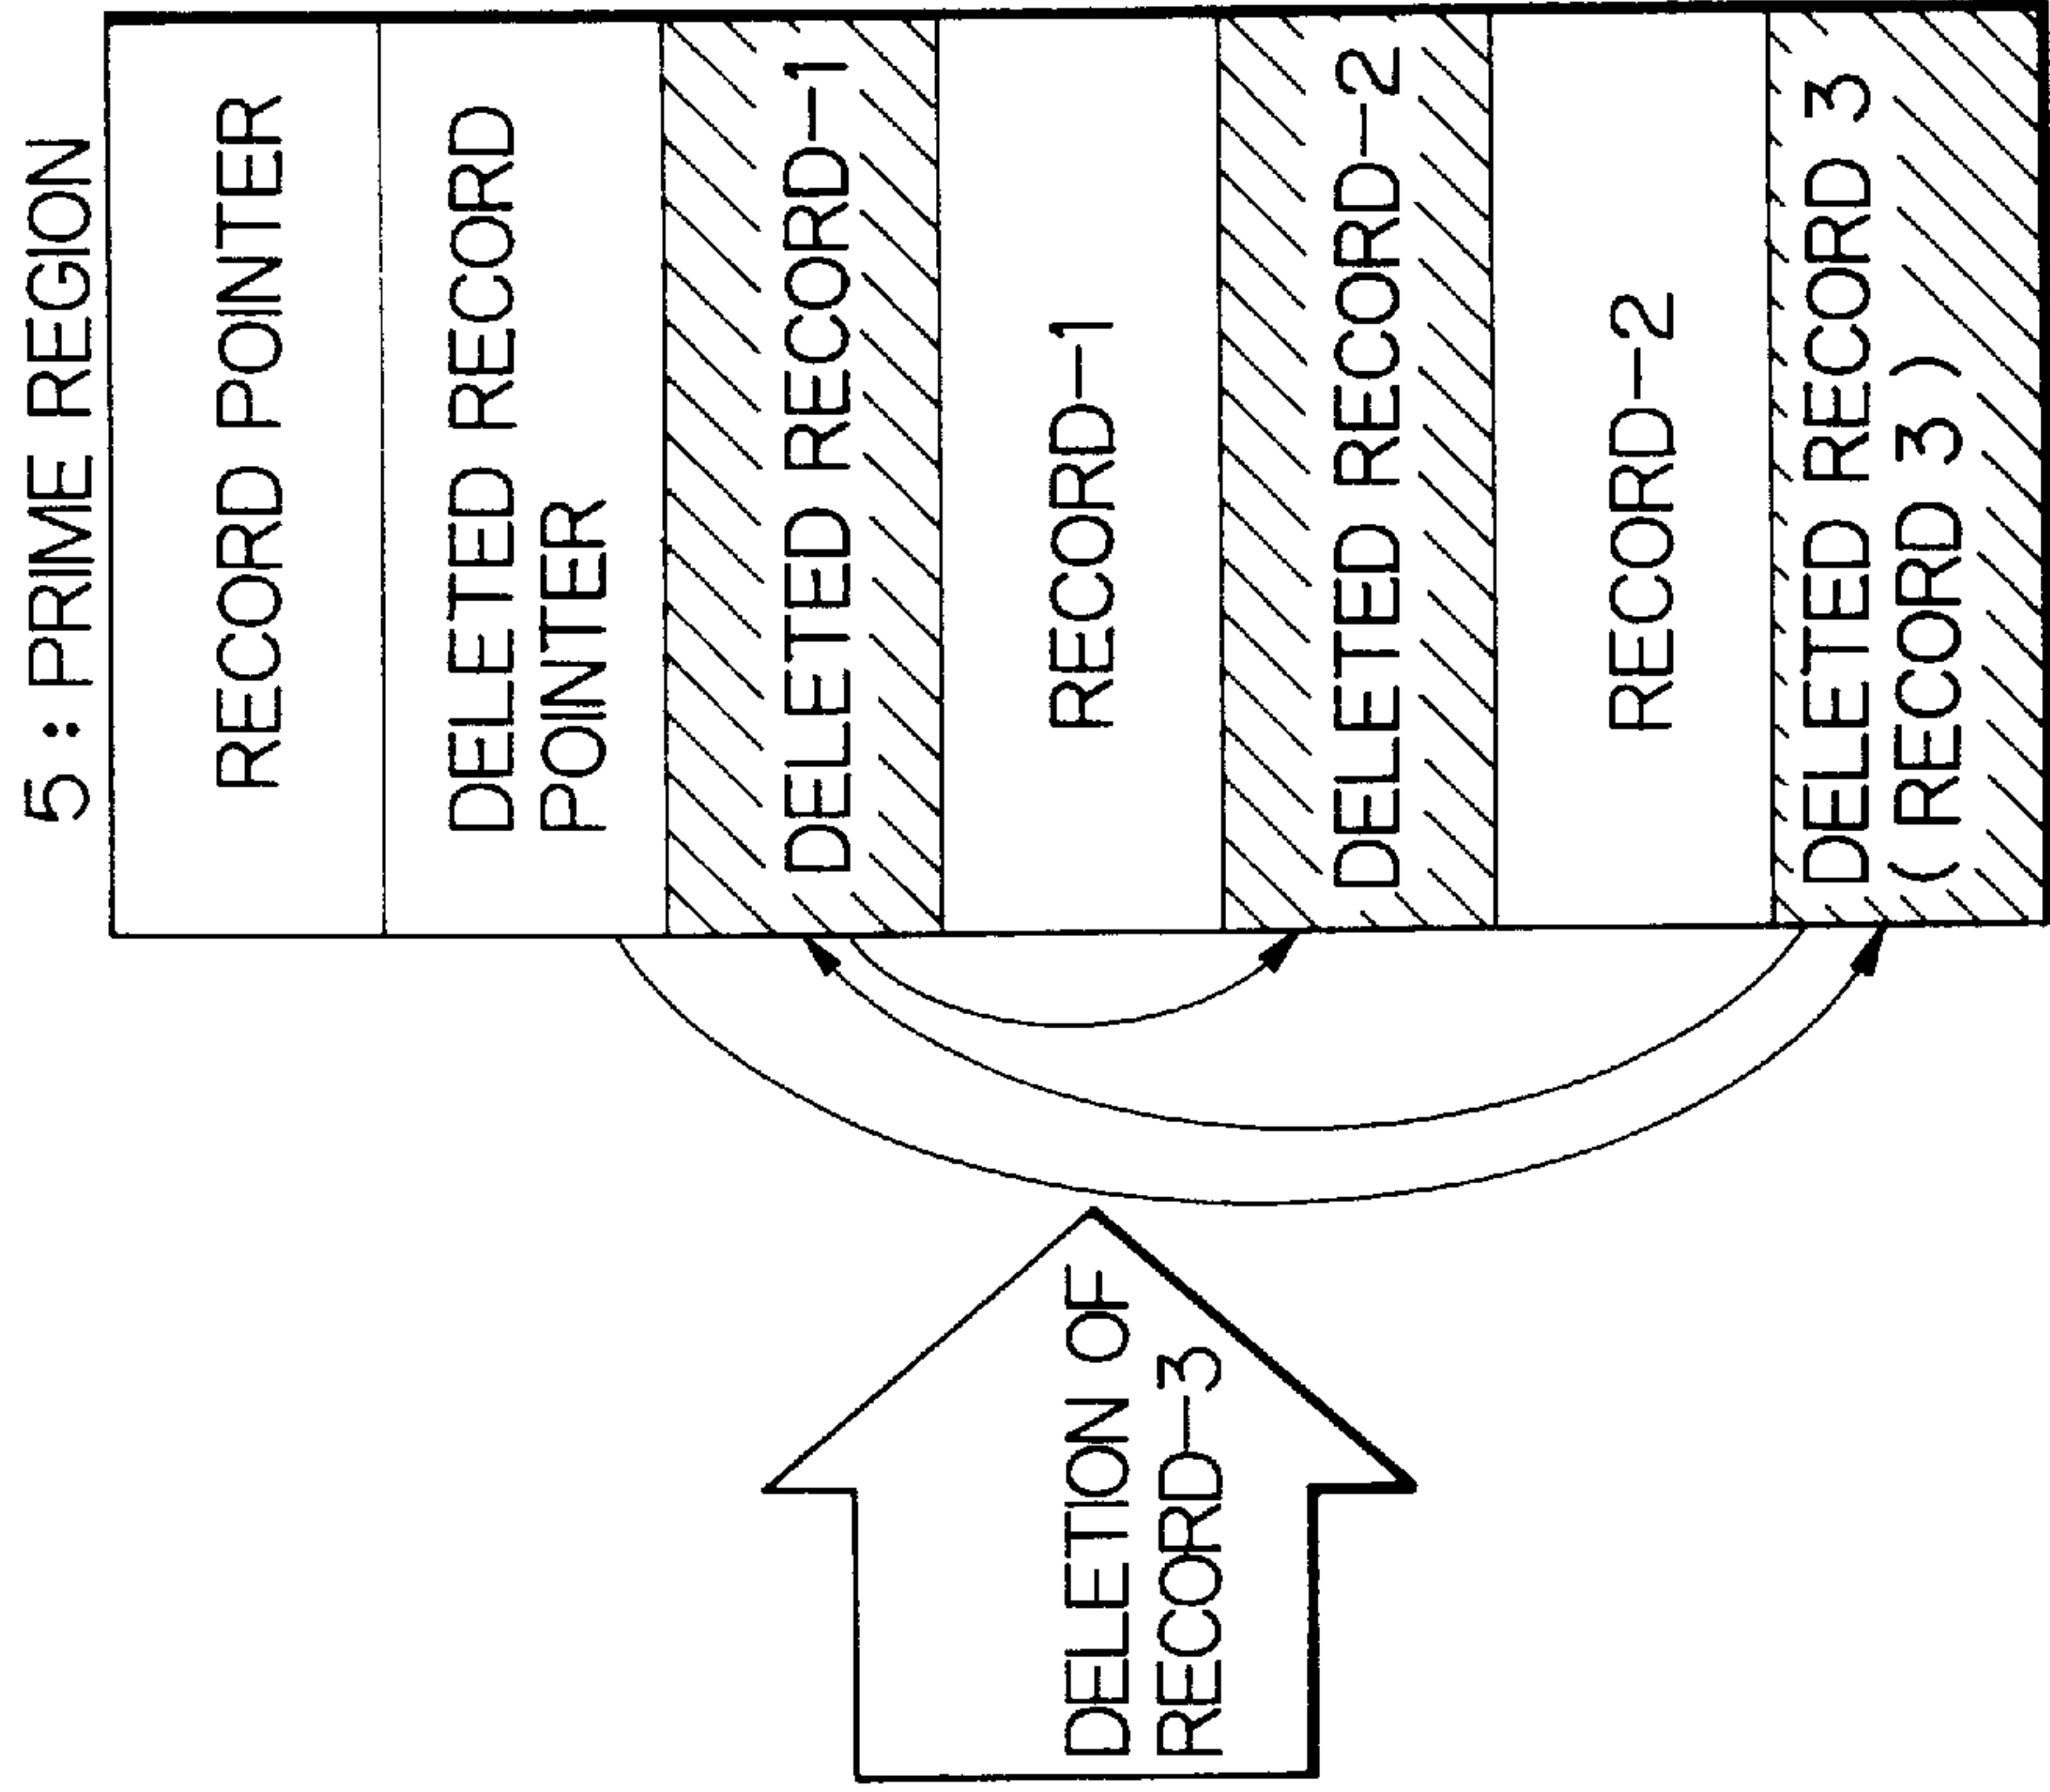 5 : PRIME REGION
RECORD POINTER
DELETED RECORD
POINTER
DELETED RECORD-1
RECORD-1
DELETED RECORD-2
RECORD-2
DELETED RECORD 3
( RECORD 3 )
DELETION OF
RECORD-3